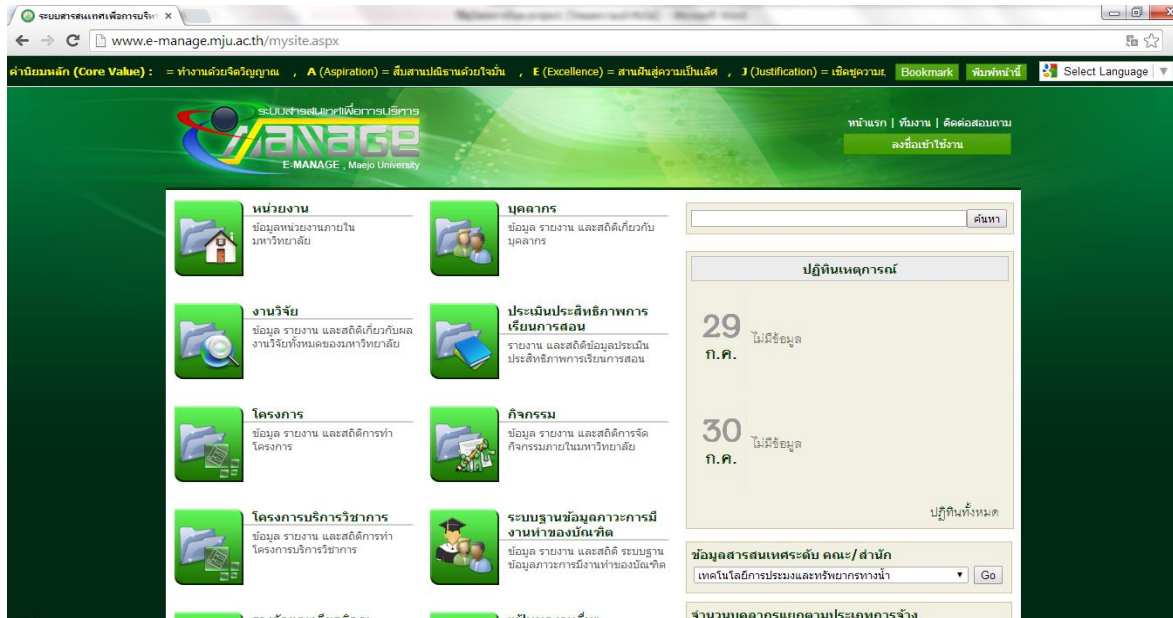 ระบบสารสนเทศเพื่อการบริห
www.e-manage.mju.ac.th/mysite.aspx
ค่านิยมหลัก (Core Value) : = ทำงานด้วยจิตวิญญาณ , A (Aspiration) = สืบสานปณิธานด้วยใจมั่น , E (Excellence) = สานฝันสู่ความเป็นเลิศ , J (Justification) = เชิดชูความ
Bookmark พิมพ์หน้านี้ Select Language ▼
ระบบสารสนเทศเพื่อการบริหาร
MANAGE
E-MANAGE , Maejo University
หน้าแรก | ทีมงาน | ติดต่อสอบถาม
ลงชื่อเข้าใช้งาน
หน่วยงาน
ข้อมูลหน่วยงานภายใน
มหาวิทยาลัย
บุคลากร
ข้อมูล รายงาน และสถิติเกี่ยวกับ
บุคลากร
งานวิจัย
ข้อมูล รายงาน และสถิติเกี่ยวกับผล
งานวิจัยทั้งหมดของมหาวิทยาลัย
ประเมินประสิทธิภาพการ
เรียนการสอน
รายงาน และสถิติข้อมูลประเมิน
ประสิทธิภาพการเรียนการสอน
โครงการ
ข้อมูล รายงาน และสถิติการทำ
โครงการ
กิจกรรม
ข้อมูล รายงาน และสถิติการจัด
กิจกรรมภายในมหาวิทยาลัย
โครงการบริการวิชาการ
ข้อมูล รายงาน และสถิติการทำ
โครงการบริการวิชาการ
ระบบฐานข้อมูลภาวะการมี
งานทำของบัณฑิต
ข้อมูล รายงาน และสถิติ ระบบฐาน
ข้อมูลภาวะการมีงานทำของบัณฑิต
ค้นหา
ปฏิทินเหตุการณ์
29
ก.ค.
ไม่มีข้อมูล
30
ก.ค.
ไม่มีข้อมูล
ปฏิทินทั้งหมด
ข้อมูลสารสนเทศระดับ คณะ/สำนัก
เทคโนโลยีการประมงและทรัพยากรทางน้ำ ▼ Go
จำนวนบุคลากรแยกตามประเภทการจ้าง